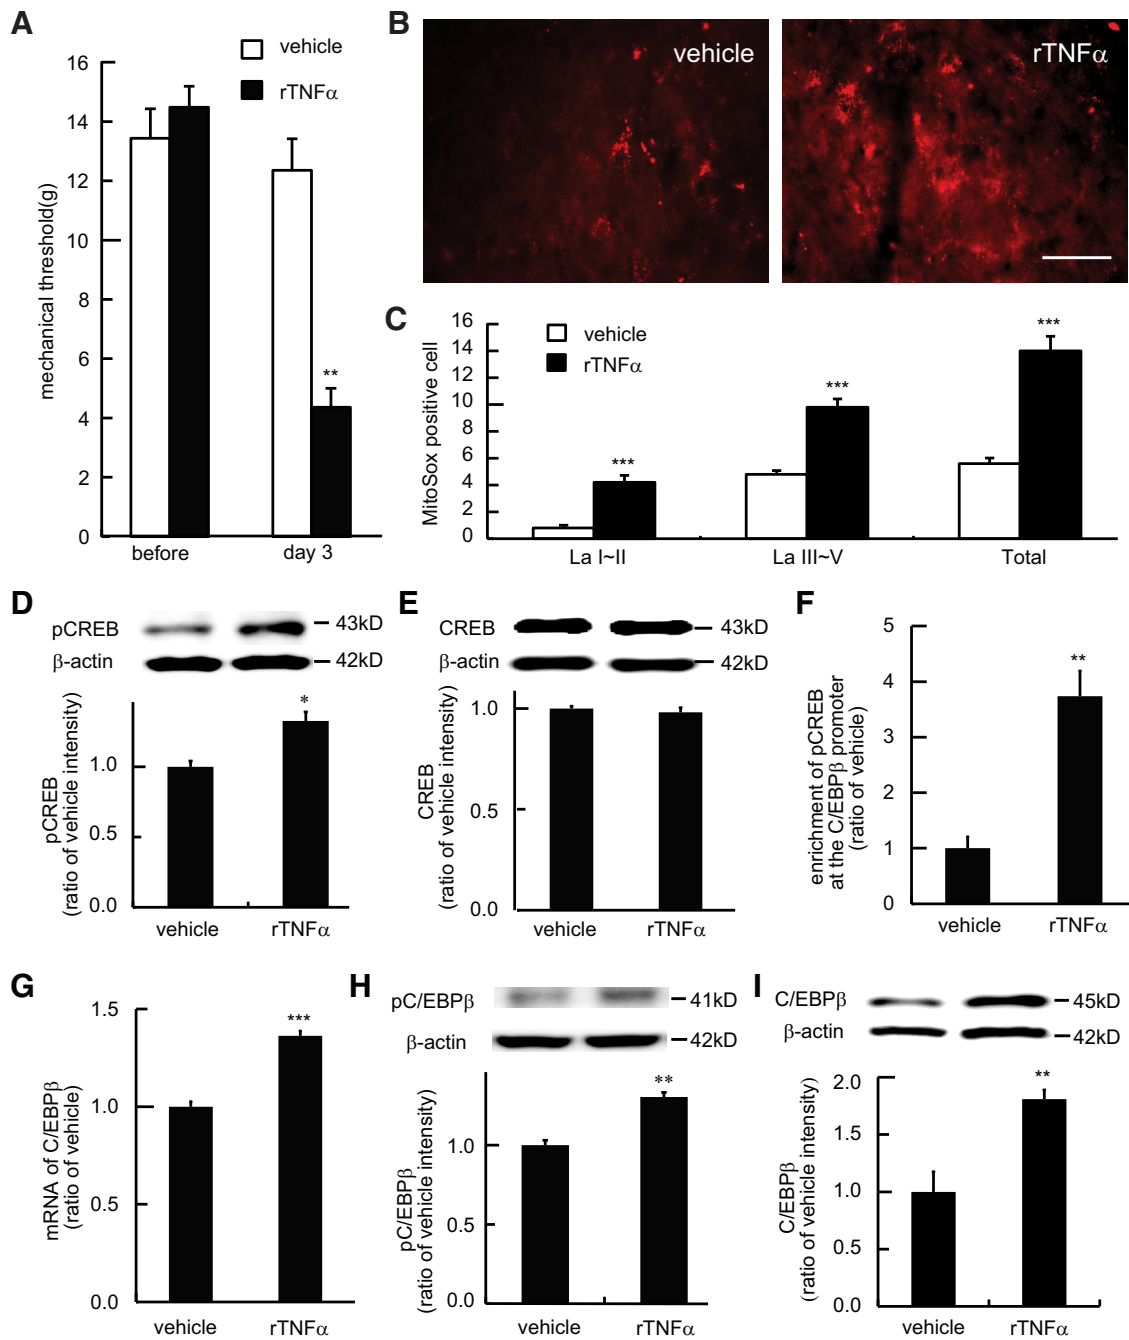 A
vehicle
rTNFα
mechanical threshold(g)
16
14
12
10
8
6
4
2
0
**
before
day 3
B
vehicle
rTNFα
C
vehicle
rTNFα
MitoSox positive cell
16
14
12
10
8
6
4
2
0
***
***
***
La I~II
La III~V
Total
D
pCREB
43kD
β-actin
42kD
pCREB
(ratio of vehicle intensity)
1.0
0.5
0.0
*
vehicle
rTNFα
E
CREB
43kD
β-actin
42kD
CREB
(ratio of vehicle intensity)
1.0
0.5
0.0
vehicle
rTNFα
F
enrichment of pCREB
at the C/EBPβ promoter
(ratio of vehicle)
5
4
3
2
1
0
**
vehicle
rTNFα
G
mRNA of C/EBPβ
(ratio of vehicle)
1.5
1.0
0.5
0.0
***
vehicle
rTNFα
H
pC/EBPβ
41kD
β-actin
42kD
pC/EBPβ
(ratio of vehicle intensity)
1.0
0.5
0.0
**
vehicle
rTNFα
I
C/EBPβ
45kD
β-actin
42kD
C/EBPβ
(ratio of vehicle intensity)
2.0
1.5
1.0
0.5
0.0
**
vehicle
rTNFα